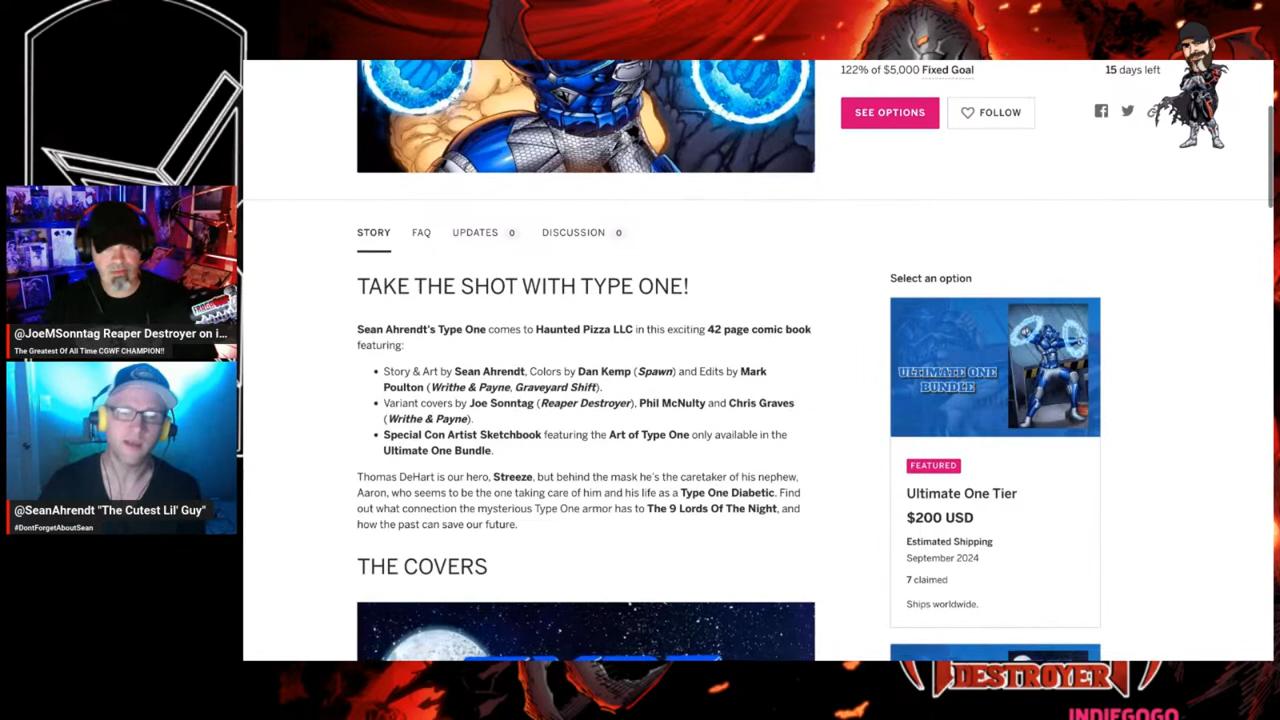 122% of $5,000 Fixed Goal
15 days left
SEE OPTIONS
FOLLOW
STORY
FAQ
UPDATES 0
DISCUSSION 0
TAKE THE SHOT WITH TYPE ONE!
Sean Ahrendt's Type One comes to Haunted Pizza LLC in this exciting 42 page comic book
featuring:
• Story & Art by Sean Ahrendt, Colors by Dan Kemp (Spawn) and Edits by Mark
Poulton (Writhe & Payne, Graveyard Shift).
• Variant covers by Joe Sonntag (Reaper Destroyer), Phil McNulty and Chris Graves
(Writhe & Payne).
• Special Con Artist Sketchbook featuring the Art of Type One only available in the
Ultimate One Bundle.
Thomas DeHart is our hero, Streeze, but behind the mask he's the caretaker of his nephew,
Aaron, who seems to be the one taking care of him and his life as a Type One Diabetic. Find
out what connection the mysterious Type One armor has to The 9 Lords Of The Night, and
how the past can save our future.
THE COVERS
Select an option
ULTIMATE ONE
BUNDLE
FEATURED
Ultimate One Tier
$200 USD
Estimated Shipping
September 2024
7 claimed
Ships worldwide.
@JoeMSonntag Reaper Destroyer on i...
The Greatest Of All Time CGWF CHAMPION!!
@SeanAhrendt "The Cutest Lil' Guy"
#DontForgetAboutSean
DESTROYER
INDIEGOGO